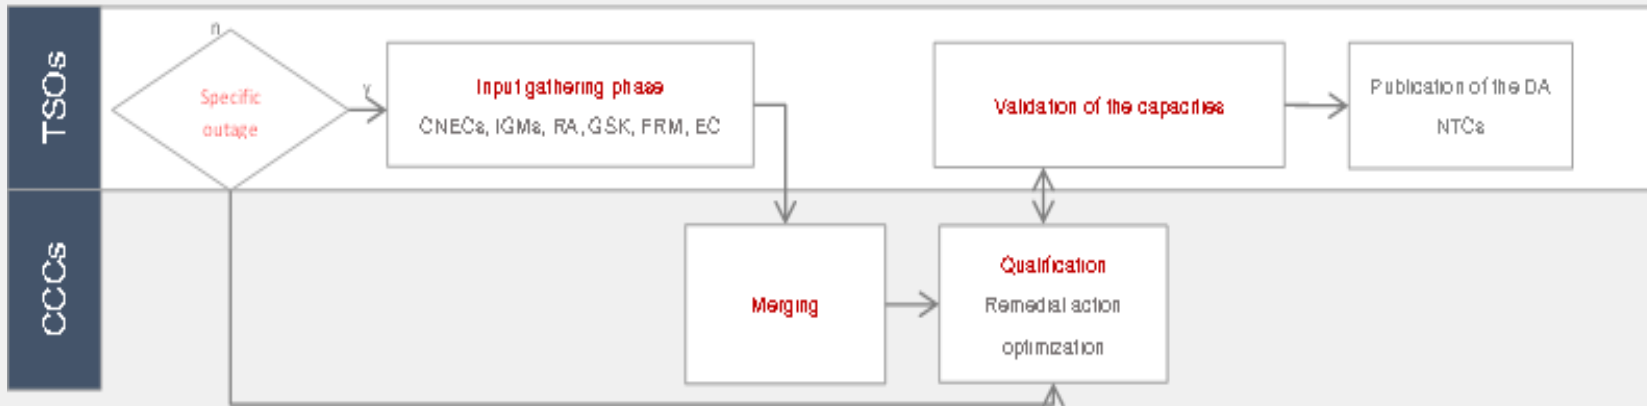 TSOs
n
Specific
outage
y
Input gathering phase
CNECs, IGMs, RA, GSK, FRM, EC
Validation of the capacities
Publication of the DA
NTCs
CCCs
Merging
Qualification
Remedial action
optimization